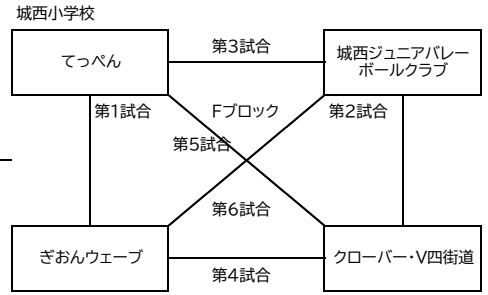 城西小学校
てっぺん
第3試合
城西ジュニアバレー
ボールクラブ
第1試合
Fブロック
第2試合
第5試合
第6試合
ぎおんウェーブ
クローバー・V四街道
第4試合